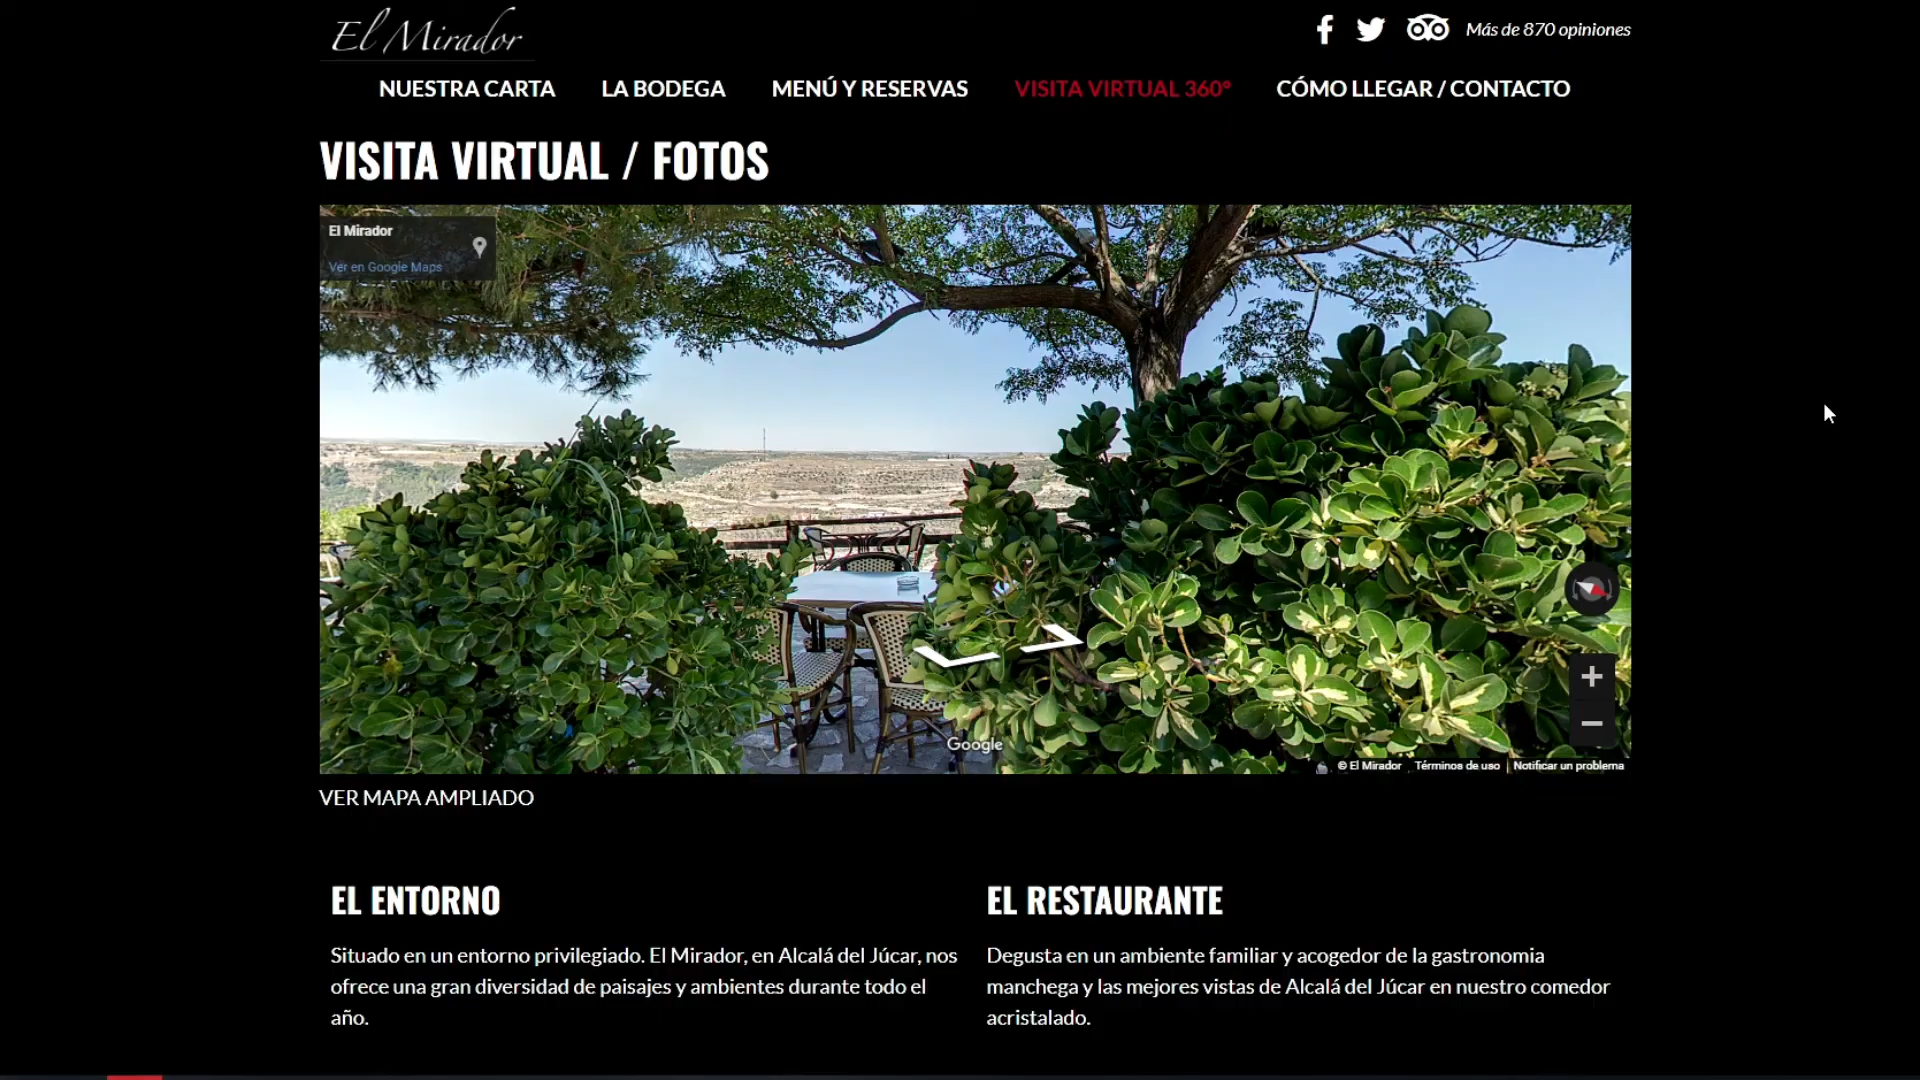 El Mirador
Más de 870 opiniones
NUESTRA CARTA LA BODEGA MENÚ Y RESERVAS VISITA VIRTUAL 360º CÓMO LLEGAR / CONTACTO
VISITA VIRTUAL / FOTOS
El Mirador
Ver en Google Maps
Google
© El Mirador Términos de uso Notificar un problema
VER MAPA AMPLIADO
EL ENTORNO
Situado en un entorno privilegiado. El Mirador, en Alcalá del Júcar, nos
ofrece una gran diversidad de paisajes y ambientes durante todo el
año.
EL RESTAURANTE
Degusta en un ambiente familiar y acogedor de la gastronomia
manchega y las mejores vistas de Alcalá del Júcar en nuestro comedor
acristalado.